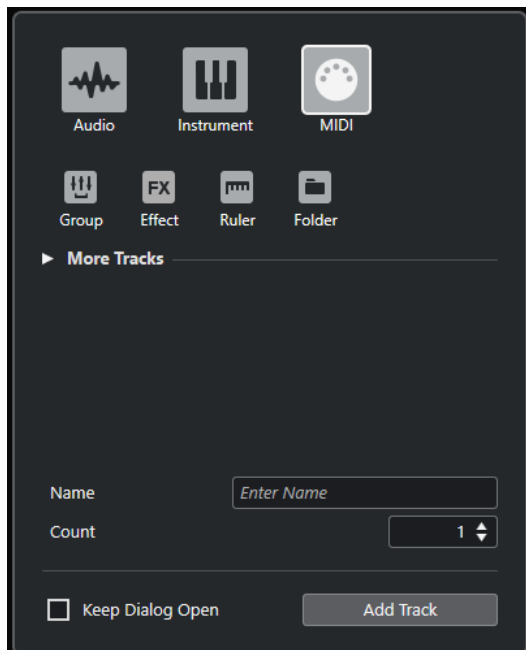 Audio Instrument MIDI
FX
Group Effect Ruler Folder
More Tracks
Name Enter Name
Count 1
Keep Dialog Open Add Track